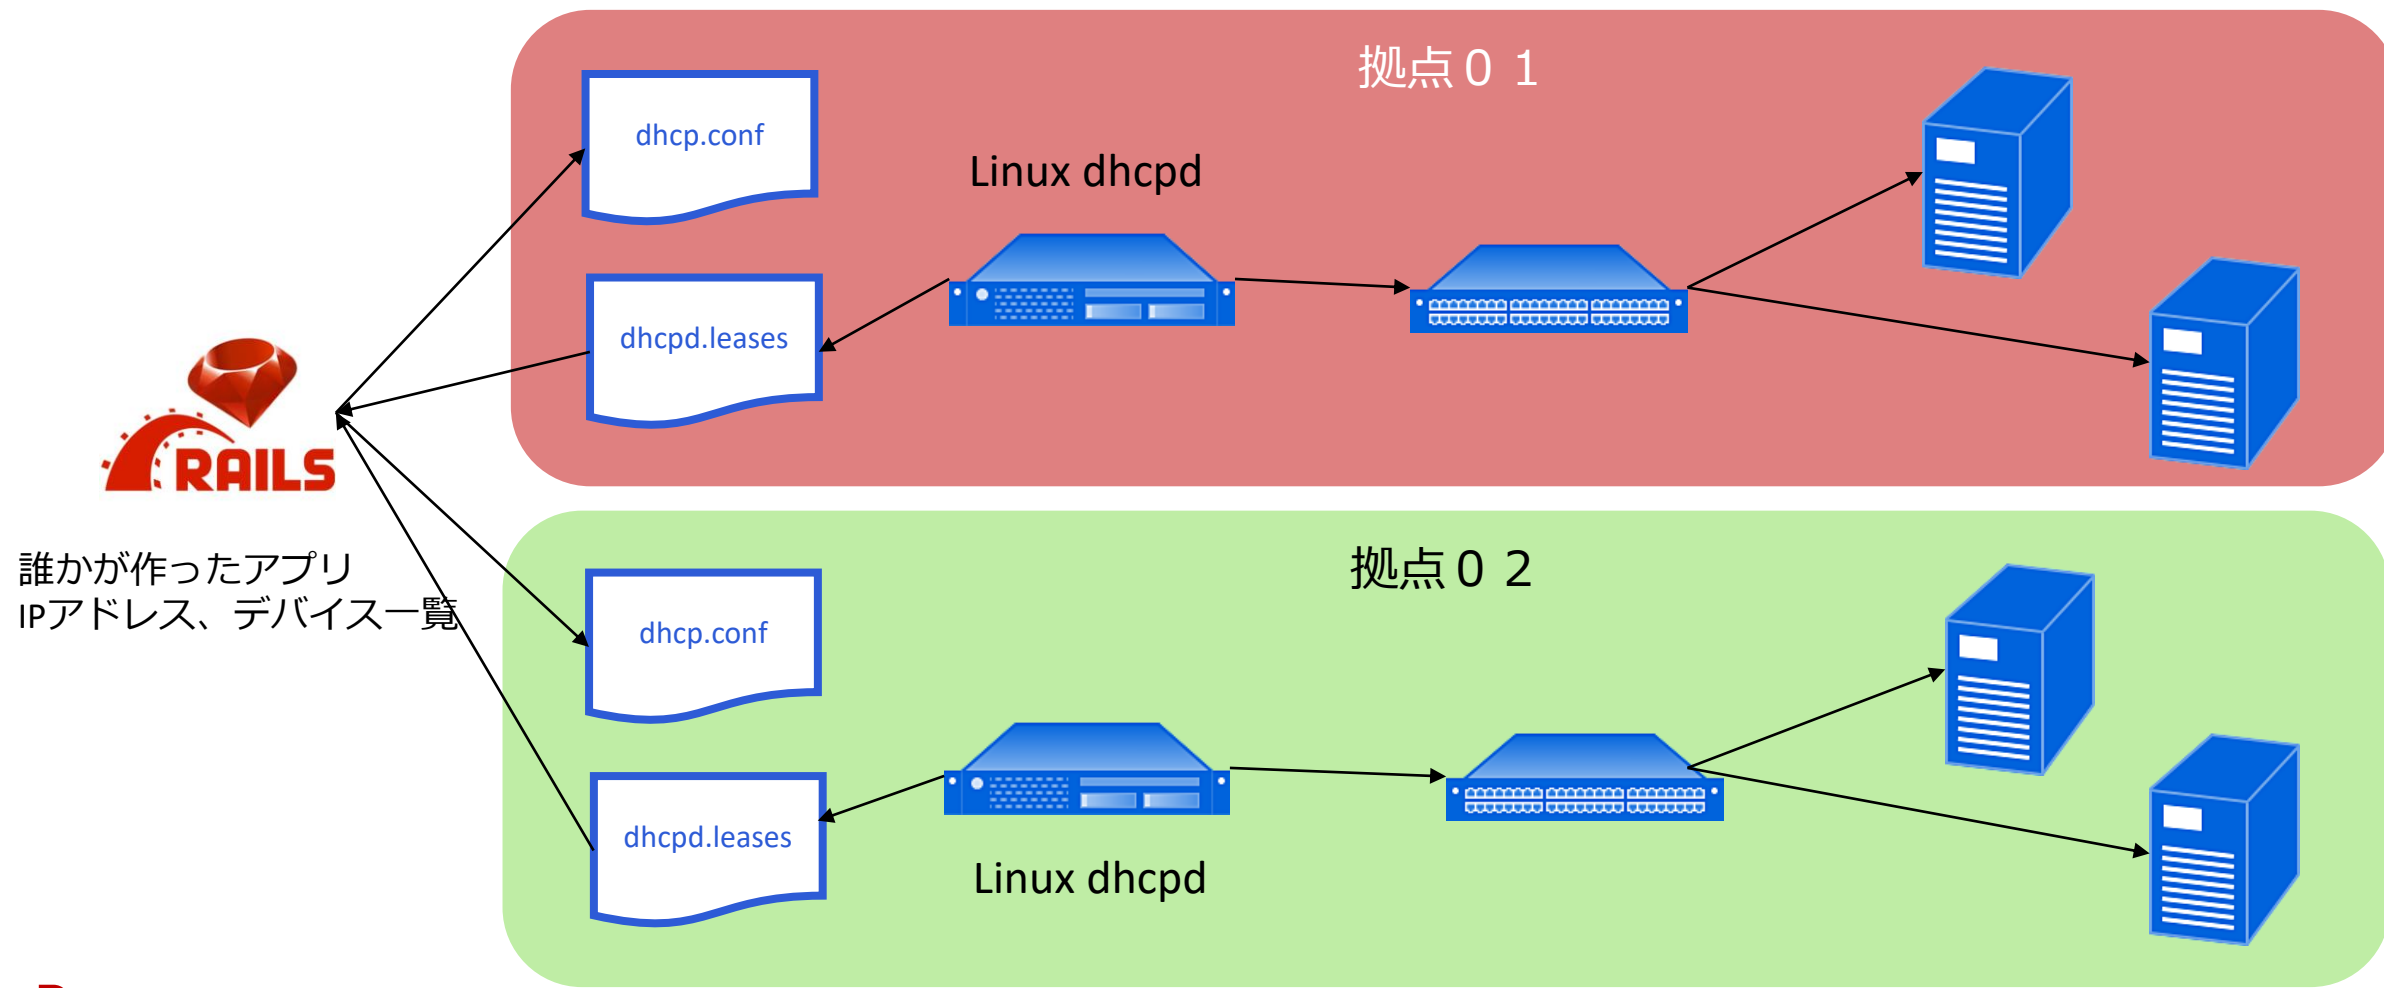 拠点０１
dhcp.conf
Linux dhcpd
dhcpd.leases
RAILS
誰かが作ったアプリ
IPアドレス、デバイス一覧
拠点０２
dhcp.conf
dhcpd.leases
Linux dhcpd